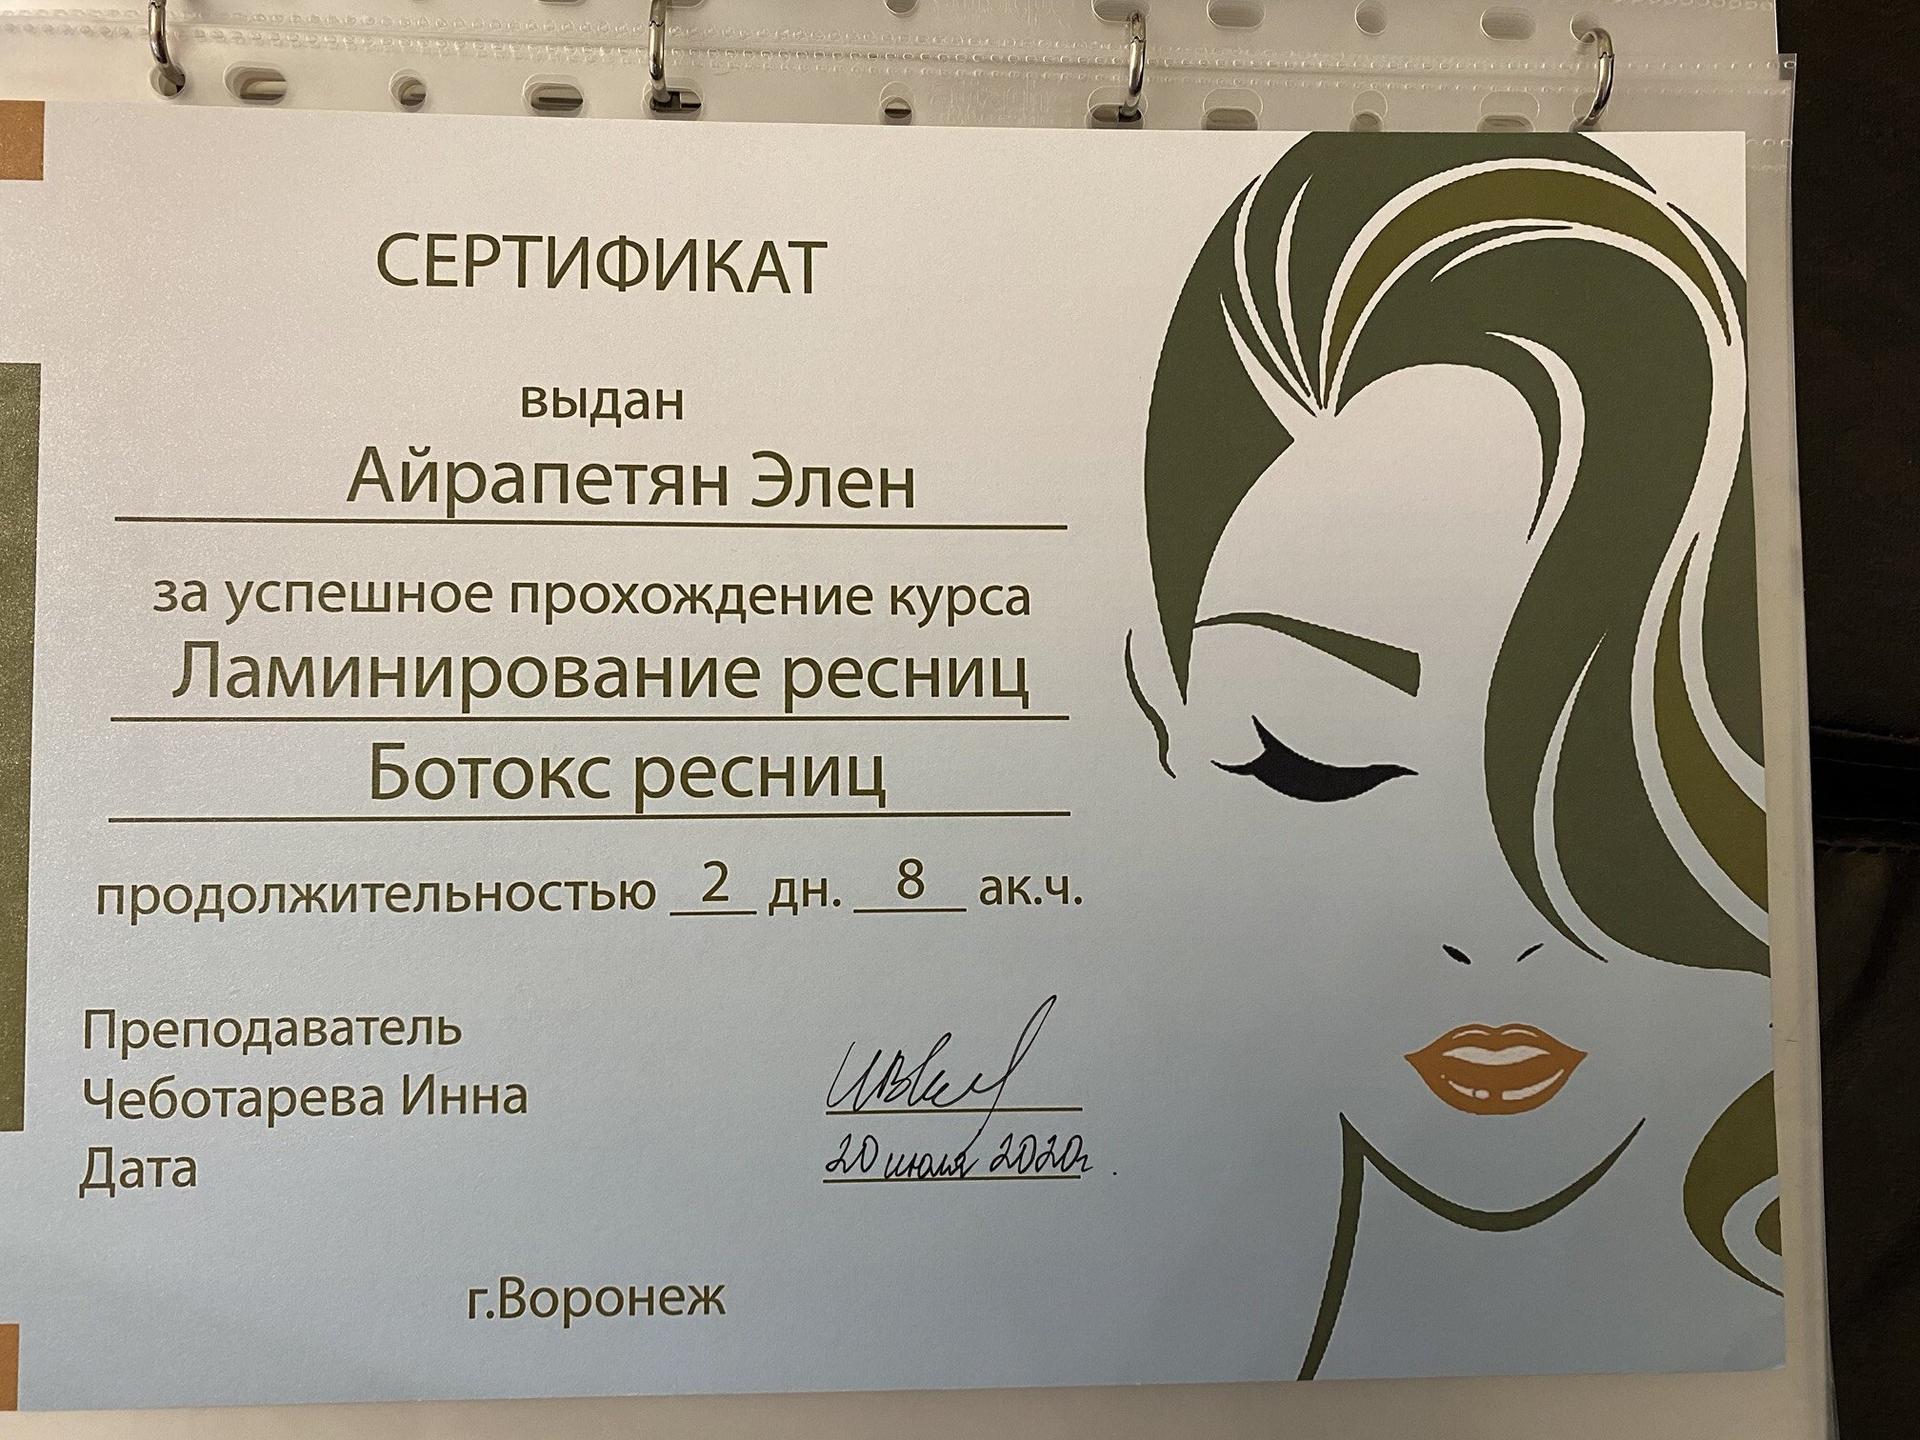 СЕРТИФИКАТ
выдан
Айрапетян Элен
за успешное прохождение курса
Ламинирование ресниц
Ботокс ресниц
продолжительностью 2 дн. 8 ак.ч.
Преподаватель
Чеботарева Инна
Дата 20 июля 2020г.
г.Воронеж